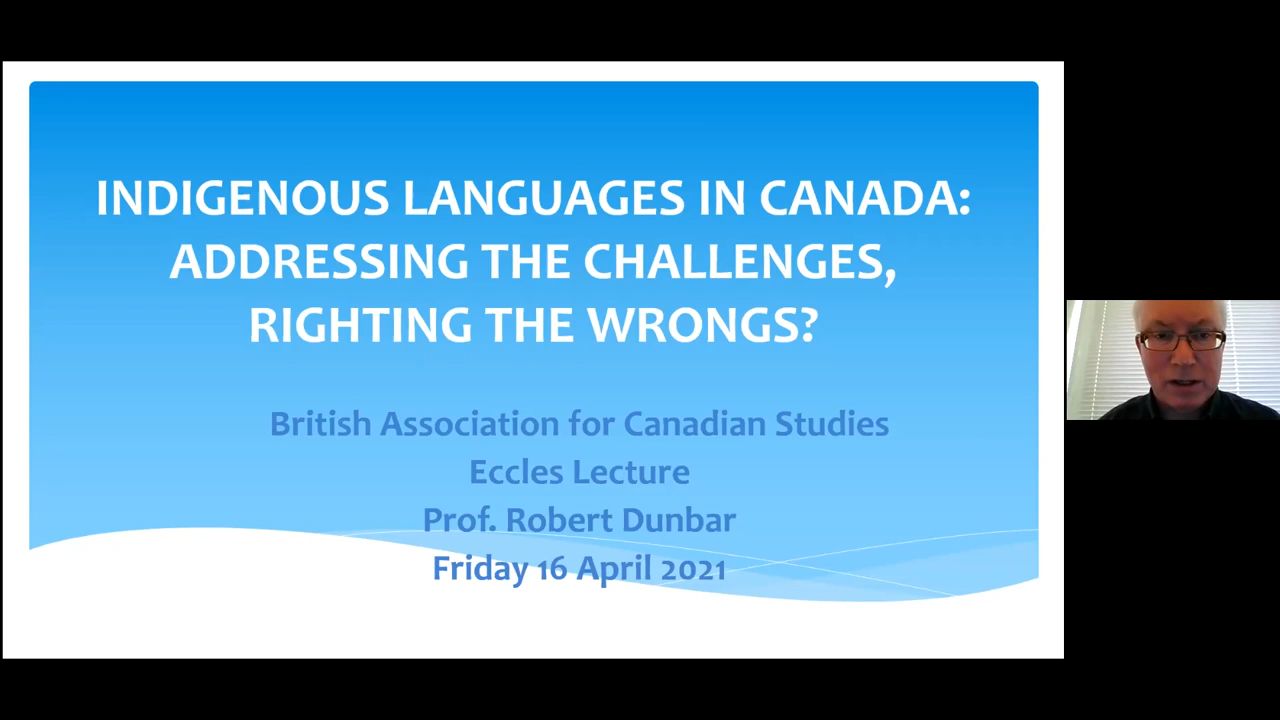 INDIGENOUS LANGUAGES IN CANADA:
ADDRESSING THE CHALLENGES,
RIGHTING THE WRONGS?
British Association for Canadian Studies
Eccles Lecture
Prof. Robert Dunbar
Friday 16 April 2021